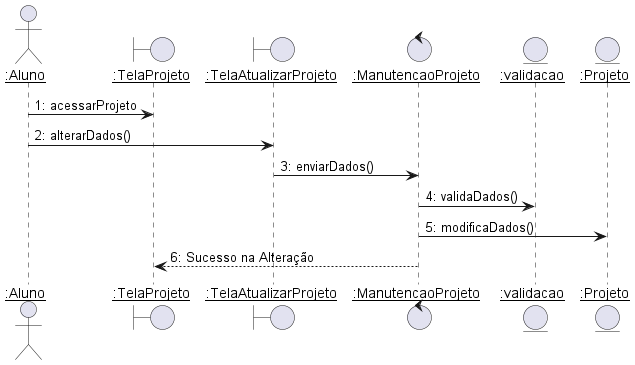 :Aluno :TelaProjeto :TelaAtualizarProjeto :ManutencaoProjeto :validacao :Projeto
1: acessarProjeto
2: alterarDados()
3: enviarDados()
4: validaDados()
5: modificaDados()
6: Sucesso na Alteração
:Aluno :TelaProjeto :TelaAtualizarProjeto :ManutencaoProjeto :validacao :Projeto